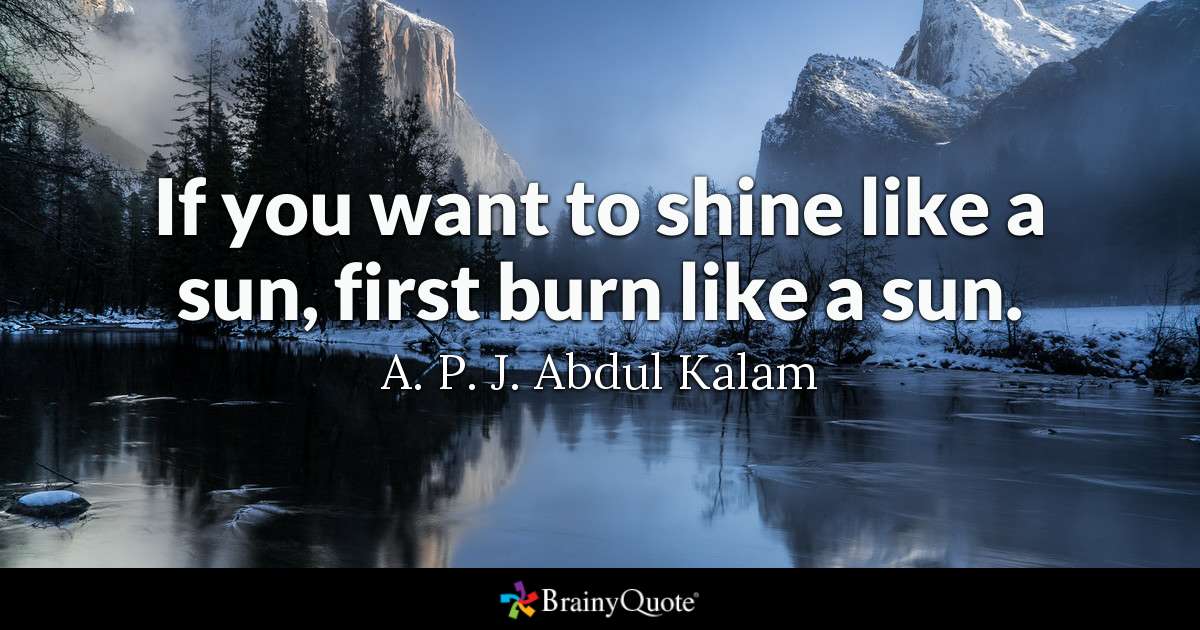 If you want to shine like a
sun, first burn like a sun.
A. P. J. Abdul Kalam
BrainyQuote®